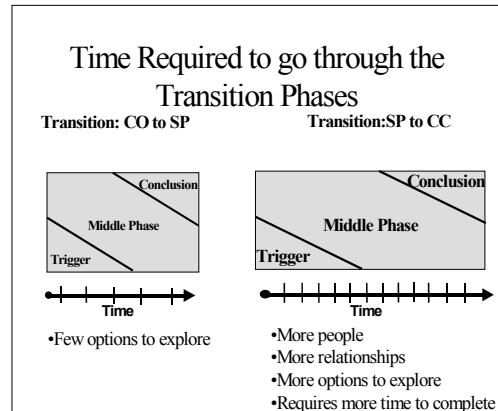 Time Required to go through the
Transition Phases
Transition: CO to SP
Transition:SP to CC
Conclusion
Middle Phase
Trigger
Time
•Few options to explore
Conclusion
Middle Phase
Trigger
Time
•More people
•More relationships
•More options to explore
•Requires more time to complete